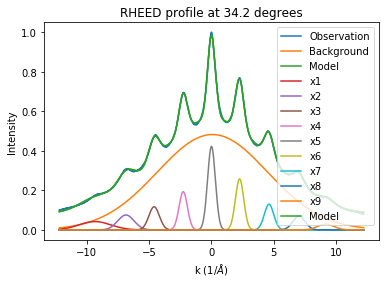 RHEED profile at 34.2 degrees
Intensity
1.0
0.8
0.6
0.4
0.2
0.0
Observation
Background
Model
x1
x2
x3
x4
x5
x6
x7
x8
x9
Model
−10
−5
0
5
10
k (1/Å)